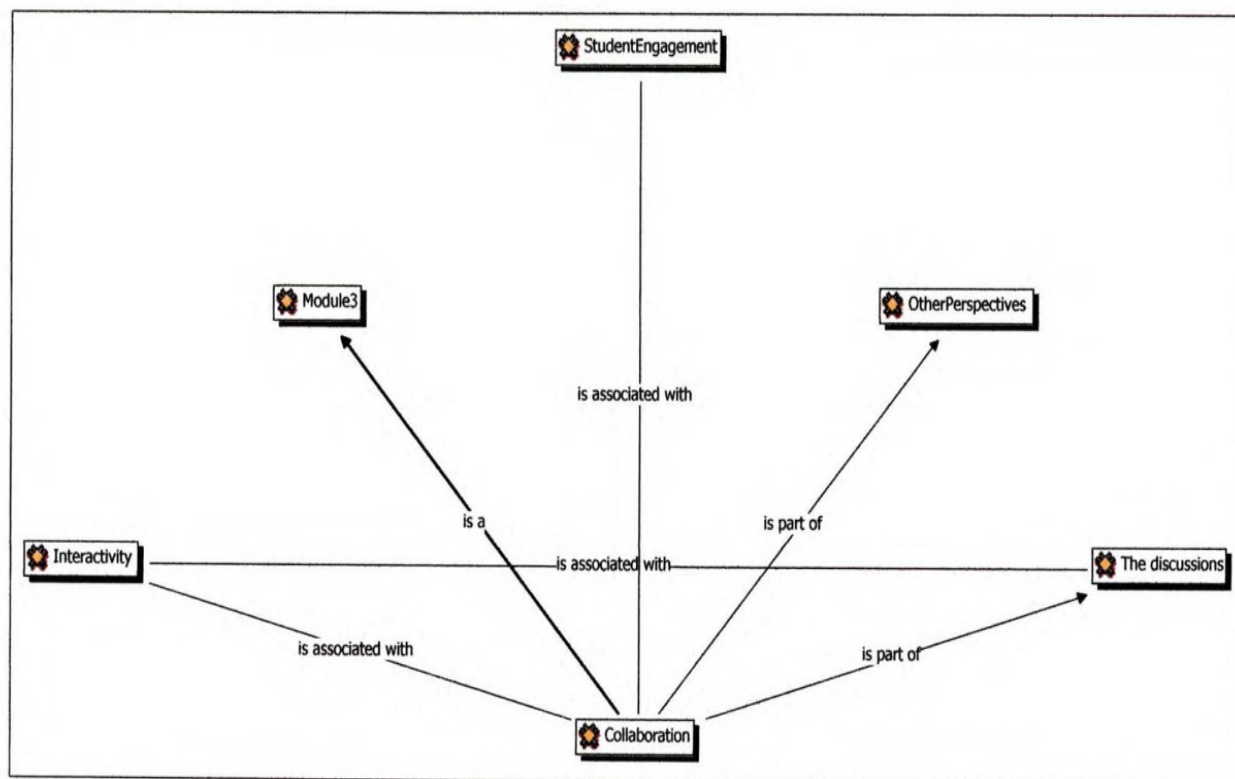 StudentEngagement
Module3
OtherPerspectives
is associated with
is a
is part of
Interactivity
is associated with
The discussions
is associated with
is part of
Collaboration